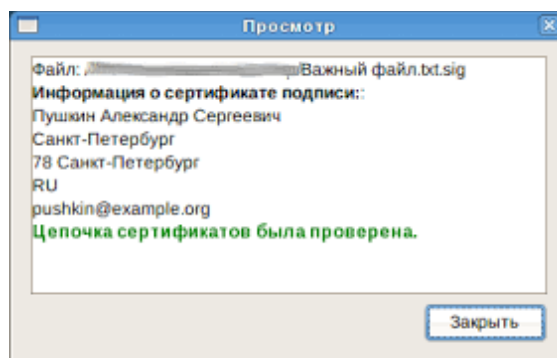 Просмотр
Файл: /Важный файл.txt.sig
Информация о сертификате подписи::
Пушкин Александр Сергеевич
Санкт-Петербург
78 Санкт-Петербург
RU
pushkin@example.org
Цепочка сертификатов была проверена.
Закрыть